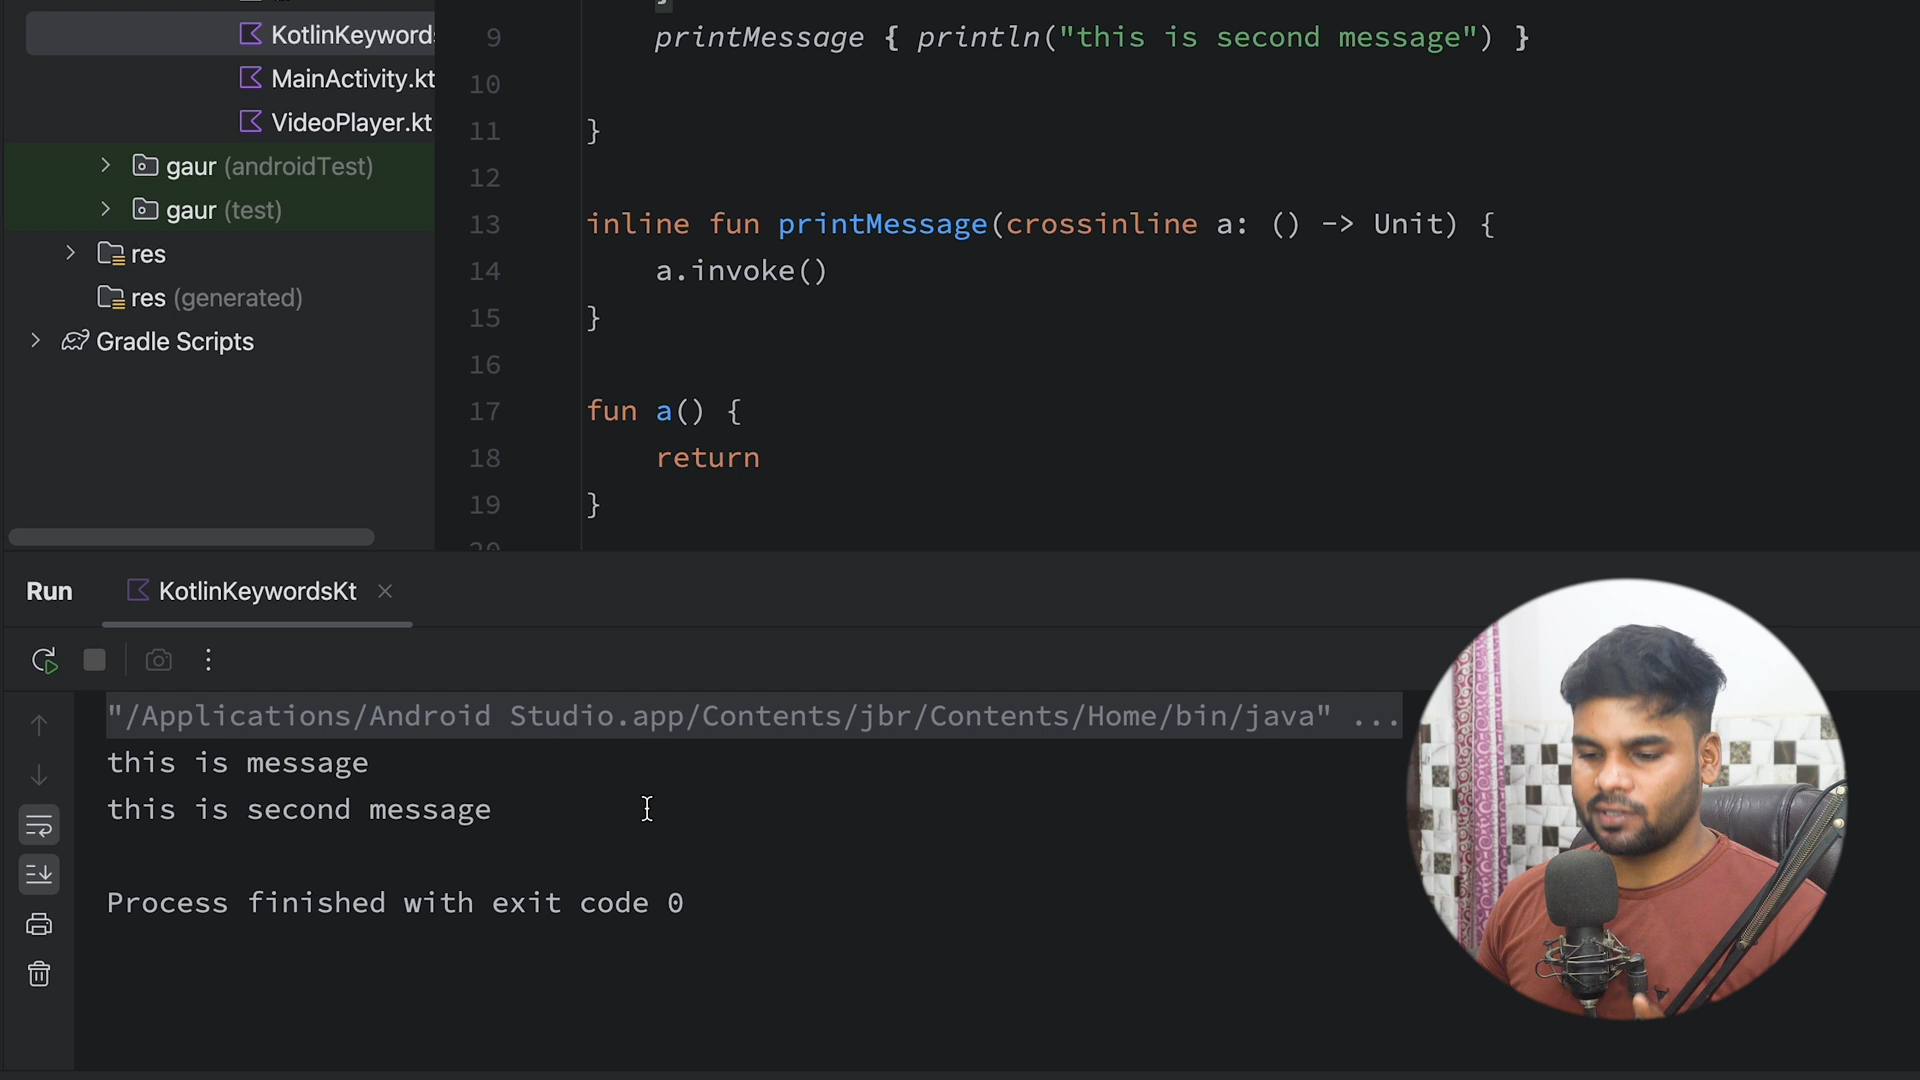 KotlinKeyword
MainActivity.kt
VideoPlayer.kt
gaur (androidTest)
gaur (test)
res
res (generated)
Gradle Scripts
9 printMessage { println("this is second message") }
10
11 }
12
13 inline fun printMessage(crossinline a: () -> Unit) {
14 a.invoke()
15 }
16
17 fun a() {
18 return
19 }
20
Run KotlinKeywordsKt
"/Applications/Android Studio.app/Contents/jbr/Contents/Home/bin/java" ...
this is message
this is second message
Process finished with exit code 0